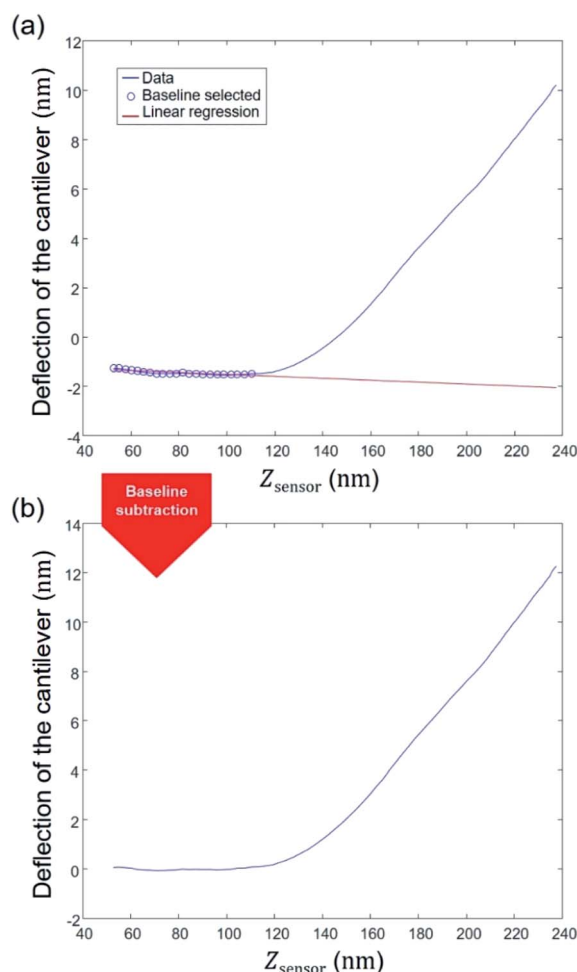 (a)
12
10
8
6
4
2
0
-2
-4
Deflection of the cantilever (nm)
Data
Baseline selected
Linear regression
40 60 80 100 120 140 160 180 200 220 240
Zsensor (nm)
Baseline
subtraction
(b)
14
12
10
8
6
4
2
0
-2
Deflection of the cantilever (nm)
40 60 80 100 120 140 160 180 200 220 240
Zsensor (nm)